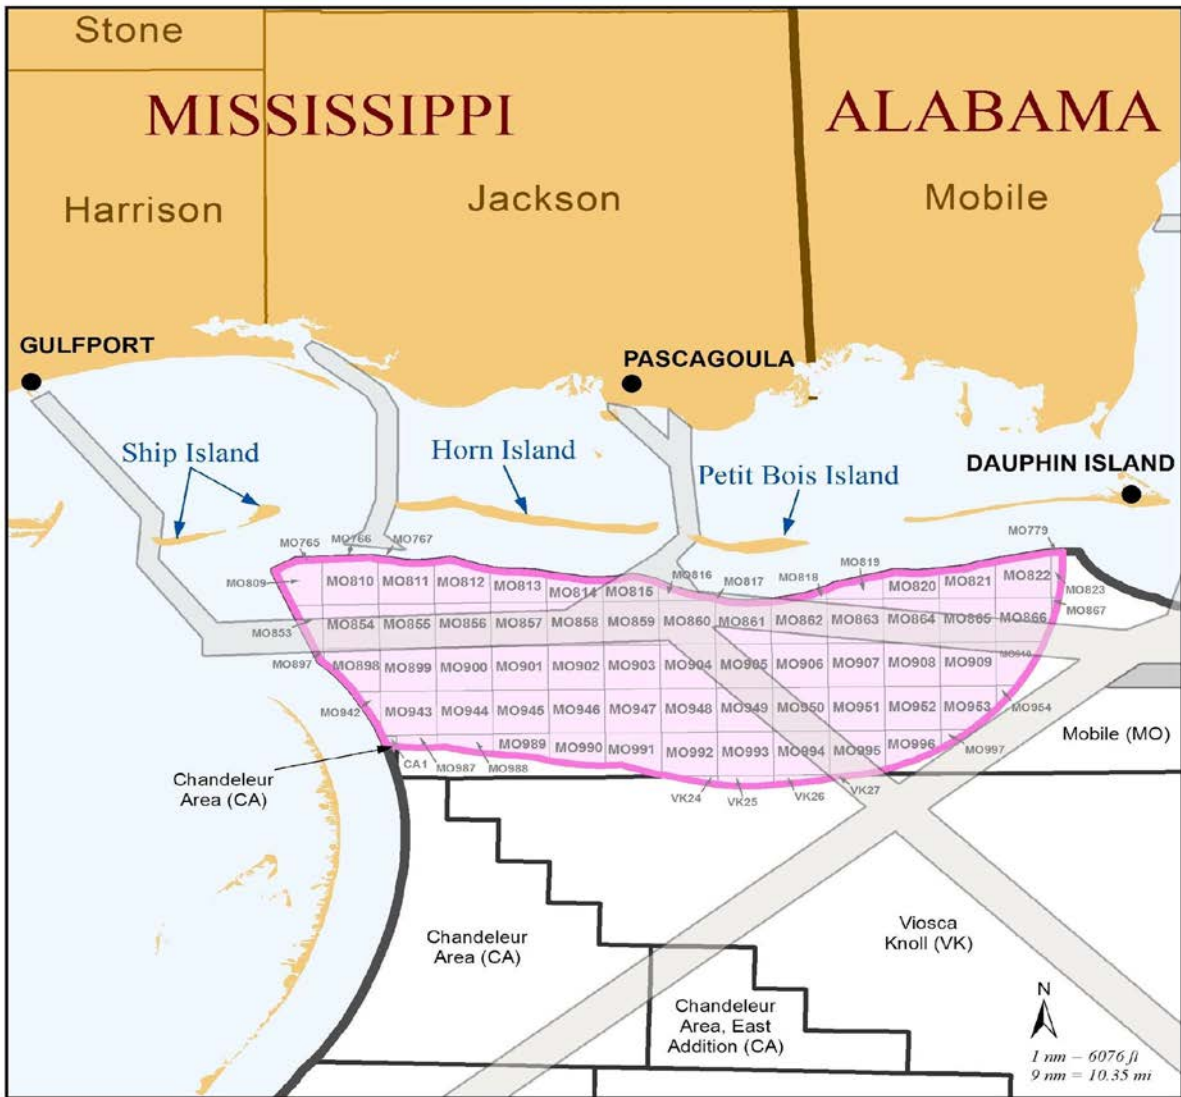 Stone
MISSISSIPPI
ALABAMA
Harrison
Jackson
Mobile
GULFPORT
PASCAGOULA
Ship Island
Horn Island
Petit Bois Island
DAUPHIN ISLAND
MO765
MO766
MO767
MO779
MO809
MO810
MO811
MO812
MO813
MO814
MO815
MO816
MO817
MO818
MO819
MO820
MO821
MO822
MO823
MO853
MO854
MO855
MO856
MO857
MO858
MO859
MO860
MO861
MO862
MO863
MO864
MO865
MO866
MO867
MO897
MO898
MO899
MO900
MO901
MO902
MO903
MO904
MO905
MO906
MO907
MO908
MO909
MO910
MO942
MO943
MO944
MO945
MO946
MO947
MO948
MO949
MO950
MO951
MO952
MO953
MO954
Mobile (MO)
CA1
MO987
MO988
MO989
MO990
MO991
MO992
MO993
MO994
MO995
MO996
MO997
Chandeleur
Area (CA)
VK24
VK25
VK26
VK27
Chandeleur
Area (CA)
Viosca
Knoll (VK)
Chandeleur
Area, East
Addition (CA)
N
1 nm = 6076 ft
9 nm = 10.35 mi